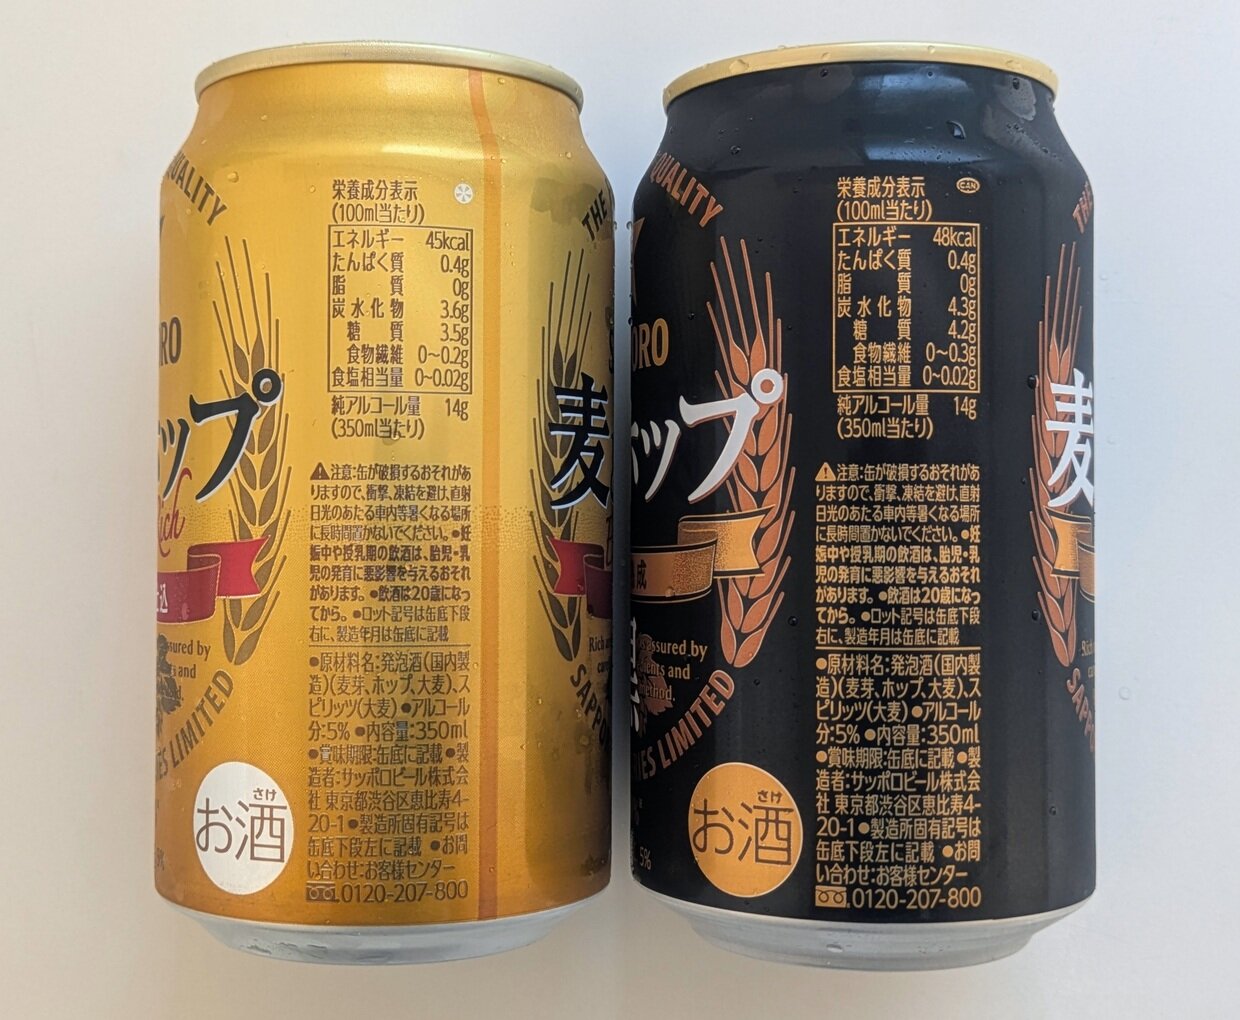 QUALITY
THE
ORO
ップ
Rich
麦
sured by
s and
d.
ES LIMITED
Rich
SAPPO
栄養成分表示
(100ml当たり)
エネルギー 45kcal
たんぱく質 0.4g
脂質 0g
炭水化物 3.6g
糖質 3.5g
食物繊維 0〜0.2g
食塩相当量 0〜0.02g
純アルコール量 14g
(350ml当たり)
注意:缶が破損するおそれがあ
りますので、衝撃、凍結を避け、直射
日光のあたる車内等暑くなる場所
に長時間置かないでください。●妊
娠中や授乳期の飲酒は、胎児・乳
児の発育に悪影響を与えるおそれ
があります。●飲酒は20歳になっ
てから。●ロット記号は缶底下段
右に、製造年月は缶底に記載
●原材料名:発泡酒(国内製
造)(麦芽、ホップ、大麦)、ス
ピリッツ(大麦)●アルコール
分:5%●内容量:350ml
●賞味期限:缶底に記載●製
造者:サッポロビール株式会
社 東京都渋谷区恵比寿4-
20-1●製造所固有記号は
缶底下段左に記載 ●お問
い合わせ:お客様センター
0120-207-800
さけ
お酒
QUALITY
ORO
ホップ
成
s assured by
ients and
ethod.
IES LIMITED
5%
栄養成分表示
CAN
(100ml当たり)
エネルギー 48kcal
たんぱく質 0.4g
脂質 0g
炭水化物 4.3g
糖質 4.2g
食物繊維 0〜0.3g
食塩相当量 0〜0.02g
純アルコール量 14g
(350ml当たり)
注意:缶が破損するおそれがあ
りますので、衝撃、凍結を避け、直射
日光のあたる車内等暑くなる場所
に長時間置かないでください。●妊
娠中や授乳期の飲酒は、胎児・乳
児の発育に悪影響を与えるおそれ
があります。●飲酒は20歳になっ
てから。●ロット記号は缶底下段
右に、製造年月は缶底に記載
●原材料名:発泡酒(国内製
造)(麦芽、ホップ、大麦)、ス
ピリッツ(大麦)●アルコール
分:5%●内容量:350ml
●賞味期限:缶底に記載●製
造者:サッポロビール株式会
社 東京都渋谷区恵比寿4-
20-1●製造所固有記号は
缶底下段左に記載 ●お問
い合わせ:お客様センター
0120-207-800
さけ
お酒
麦
SAPPO